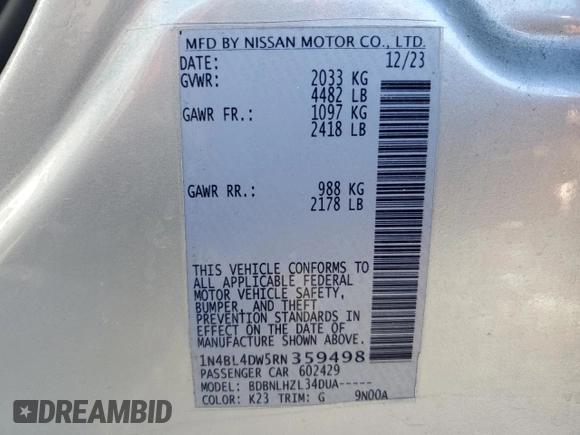 MFD BY NISSAN MOTOR CO., LTD.
DATE: 12/23
GVWR: 2033 KG
4482 LB
GAWR FR.: 1097 KG
2418 LB
GAWR RR.: 988 KG
2178 LB
THIS VEHICLE CONFORMS TO
ALL APPLICABLE FEDERAL
MOTOR VEHICLE SAFETY,
BUMPER, AND THEFT
PREVENTION STANDARDS IN
EFFECT ON THE DATE OF
MANUFACTURE SHOWN ABOVE.
1N4BL4DW5RN359498
PASSENGER CAR 602429
MODEL: BDBNLHZL34DUA-----
COLOR: K23 TRIM: G 9N00A
DREAMBID